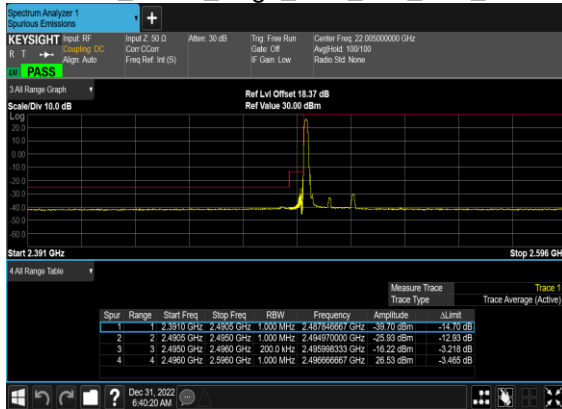 Spectrum Analyzer 1
Spurious Emissions
+
KEYSIGHT Input: RF Input Z: 50 Ω Atten: 30 dB Trig: Free Run Center Freq: 22.005000000 GHz
R T Coupling: DC Corr CCorr Gate: Off Avg|Hold: 100/100
Align: Auto Freq Ref: Int (S) IF Gain: Low Radio Std: None
PASS
3 All Range Graph Ref Lvl Offset 18.37 dB
Scale/Div 10.0 dB Ref Value 30.00 dBm
Log
20.0
10.0
0.00
-10.0
-20.0
-30.0
-40.0
-50.0
-60.0
Start 2.391 GHz Stop 2.596 GH
4 All Range Table
Measure Trace Trace 1
Trace Type Trace Average (Active)
Spur Range Start Freq Stop Freq RBW Frequency Amplitude ΔLimit
1 1 2.3910 GHz 2.4905 GHz 1.000 MHz 2.487846667 GHz -39.70 dBm -14.70 dB
2 2 2.4905 GHz 2.4950 GHz 1.000 MHz 2.494970000 GHz -25.93 dBm -12.93 dB
3 3 2.4950 GHz 2.4960 GHz 200.0 kHz 2.495998333 GHz -16.22 dBm -3.218 dB
4 4 2.4960 GHz 2.5960 GHz 1.000 MHz 2.496666667 GHz 26.53 dBm -3.465 dB
? Dec 31, 2022
6:40:20 AM